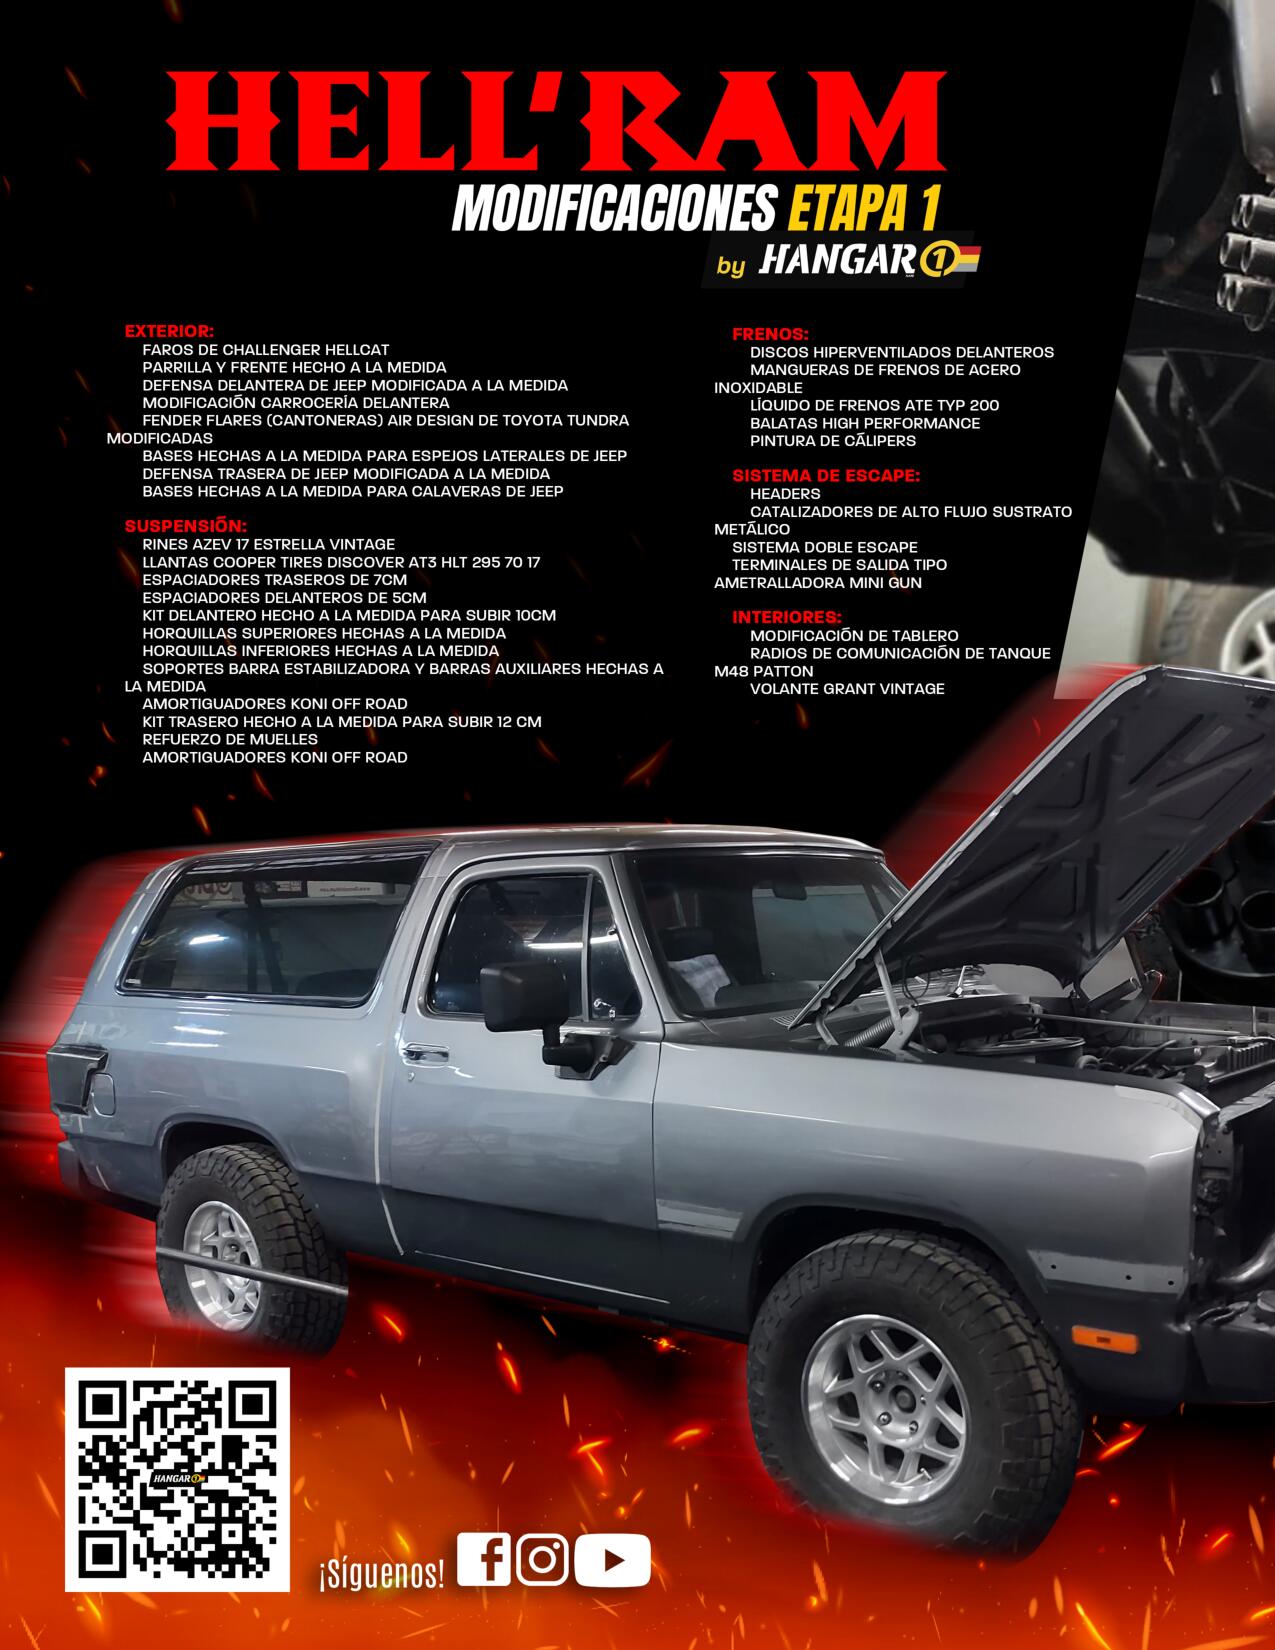 HELL'RAM
MODIFICACIONES ETAPA 1
by HANGAR 1
EXTERIOR:
FAROS DE CHALLENGER HELLCAT
PARRILLA Y FRENTE HECHO A LA MEDIDA
DEFENSA DELANTERA DE JEEP MODIFICADA A LA MEDIDA
MODIFICACIÓN CARROCERÍA DELANTERA
FENDER FLARES (CANTONERAS) AIR DESIGN DE TOYOTA TUNDRA
MODIFICADAS
BASES HECHAS A LA MEDIDA PARA ESPEJOS LATERALES DE JEEP
DEFENSA TRASERA DE JEEP MODIFICADA A LA MEDIDA
BASES HECHAS A LA MEDIDA PARA CALAVERAS DE JEEP
SUSPENSIÓN:
RINES AZEV 17 ESTRELLA VINTAGE
LLANTAS COOPER TIRES DISCOVER AT3 HLT 295 70 17
ESPACIADORES TRASEROS DE 7CM
ESPACIADORES DELANTEROS DE 5CM
KIT DELANTERO HECHO A LA MEDIDA PARA SUBIR 10CM
HORQUILLAS SUPERIORES HECHAS A LA MEDIDA
HORQUILLAS INFERIORES HECHAS A LA MEDIDA
SOPORTES BARRA ESTABILIZADORA Y BARRAS AUXILIARES HECHAS A
LA MEDIDA
AMORTIGUADORES KONI OFF ROAD
KIT TRASERO HECHO A LA MEDIDA PARA SUBIR 12 CM
REFUERZO DE MUELLES
AMORTIGUADORES KONI OFF ROAD
FRENOS:
DISCOS HIPERVENTILADOS DELANTEROS
MANGUERAS DE FRENOS DE ACERO
INOXIDABLE
LÍQUIDO DE FRENOS ATE TYP 200
BALATAS HIGH PERFORMANCE
PINTURA DE CÁLIPERS
SISTEMA DE ESCAPE:
HEADERS
CATALIZADORES DE ALTO FLUJO SUSTRATO
METÁLICO
SISTEMA DOBLE ESCAPE
TERMINALES DE SALIDA TIPO
AMETRALLADORA MINI GUN
INTERIORES:
MODIFICACIÓN DE TABLERO
RADIOS DE COMUNICACIÓN DE TANQUE
M48 PATTON
VOLANTE GRANT VINTAGE
HANGAR 1
¡Síguenos!